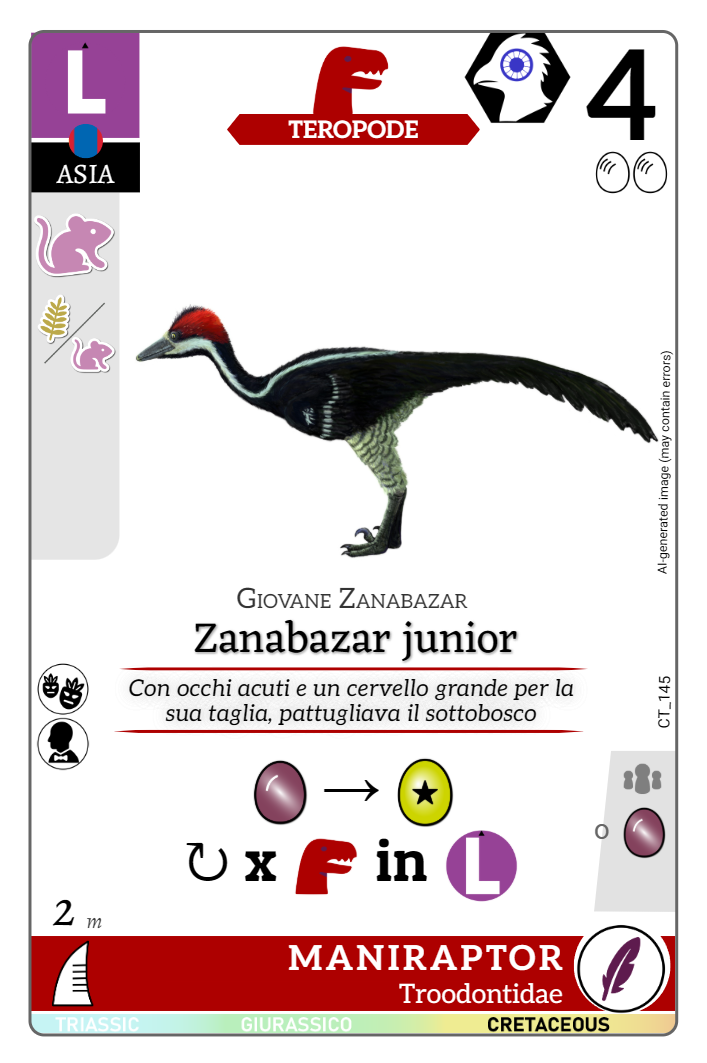 L
TEROPODE
4
ASIA
AI-generated image (may contain errors)
Giovane Zanabazar
Zanabazar junior
Con occhi acuti e un cervello grande per la
sua taglia, pattugliava il sottobosco
CT_145
→
↻ x in L
o
2 m
MANIRAPTOR
Troodontidae
TRIASSIC GIURASSICO CRETACEOUS